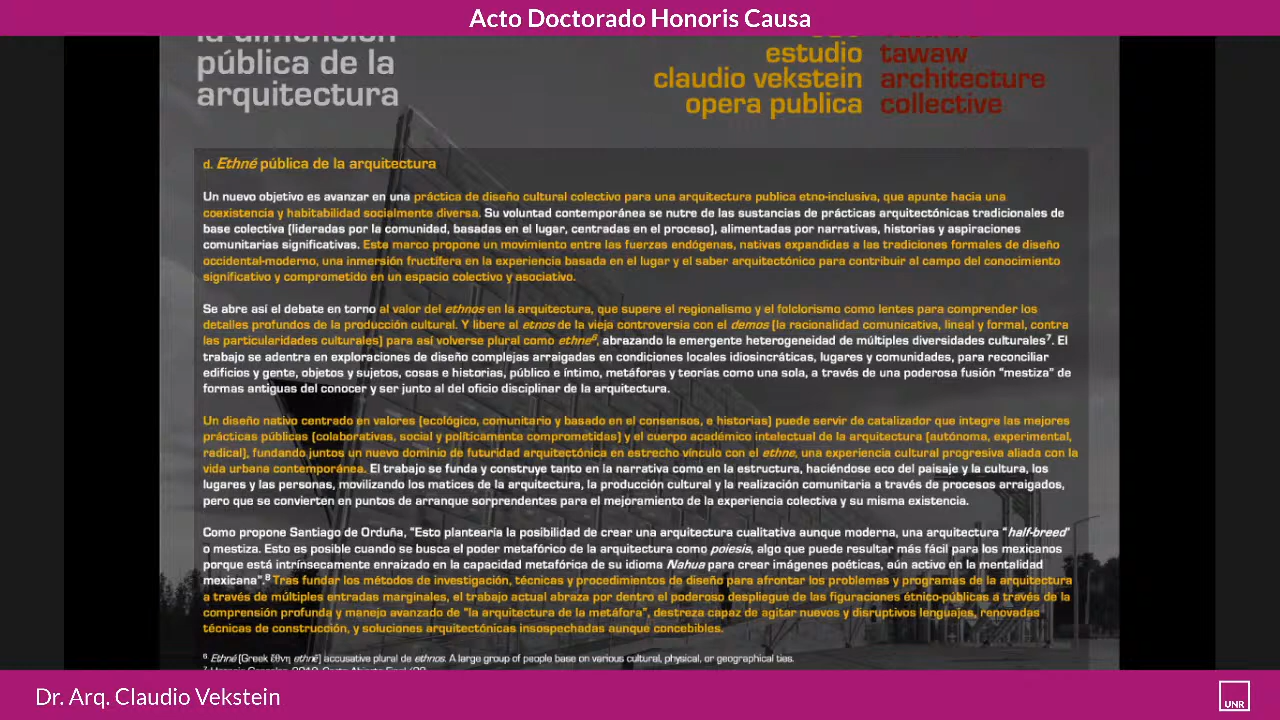 Acto Doctorado Honoris Causa
la dimensión
pública de la
arquitectura
estudio
claudio vekstein
opera publica
tawaw
architecture
collective
d. Ethné pública de la arquitectura
Un nuevo objetivo es avanzar en una práctica de diseño cultural colectivo para una arquitectura publica etno-inclusiva, que apunte hacia una
coexistencia y habitabilidad socialmente diversa. Su voluntad contemporánea se nutre de las sustancias de prácticas arquitectónicas tradicionales de
base colectiva (lideradas por la comunidad, basadas en el lugar, centradas en el proceso), alimentadas por narrativas, historias y aspiraciones
comunitarias significativas. Este marco propone un movimiento entre las fuerzas endógenas, nativas expandidas a las tradiciones formales de diseño
occidental-moderno, una inmersión fructífera en la experiencia basada en el lugar y el saber arquitectónico para contribuir al campo del conocimiento
significativo y comprometido en un espacio colectivo y asociativo.
Se abre así el debate en torno al valor del ethnos en la arquitectura, que supere el regionalismo y el folclorismo como lentes para comprender los
detalles profundos de la producción cultural. Y libere al etnos de la vieja controversia con el demos (la racionalidad comunicativa, lineal y formal, contra
las particularidades culturales) para así volverse plural como ethne⁶, abrazando la emergente heterogeneidad de múltiples diversidades culturales⁷. El
trabajo se adentra en exploraciones de diseño complejas arraigadas en condiciones locales idiosincráticas, lugares y comunidades, para reconciliar
edificios y gente, objetos y sujetos, cosas e historias, público e íntimo, metáforas y teorías como una sola, a través de una poderosa fusión “mestiza” de
formas antiguas del conocer y ser junto al del oficio disciplinar de la arquitectura.
Un diseño nativo centrado en valores (ecológico, comunitario y basado en el consensos, e historias) puede servir de catalizador que integre las mejores
prácticas públicas (colaborativas, social y políticamente comprometidas) y el cuerpo académico intelectual de la arquitectura (autónoma, experimental,
radical), fundando juntos un nuevo dominio de futuridad arquitectónica en estrecho vínculo con el ethne, una experiencia cultural progresiva aliada con la
vida urbana contemporánea. El trabajo se funda y construye tanto en la narrativa como en la estructura, haciéndose eco del paisaje y la cultura, los
lugares y las personas, movilizando los matices de la arquitectura, la producción cultural y la realización comunitaria a través de procesos arraigados,
pero que se convierten en puntos de arranque sorprendentes para el mejoramiento de la experiencia colectiva y su misma existencia.
Como propone Santiago de Orduña, "Esto plantearía la posibilidad de crear una arquitectura cualitativa aunque moderna, una arquitectura “half-breed”
o mestiza. Esto es posible cuando se busca el poder metafórico de la arquitectura como poiesis, algo que puede resultar más fácil para los mexicanos
porque está intrínsecamente enraizado en la capacidad metafórica de su idioma Nahua para crear imágenes poéticas, aún activo en la mentalidad
mexicana".⁸ Tras fundar los métodos de investigación, técnicas y procedimientos de diseño para afrontar los problemas y programas de la arquitectura
a través de múltiples entradas marginales, el trabajo actual abraza por dentro el poderoso despliegue de las figuraciones étnico-públicas a través de la
comprensión profunda y manejo avanzado de “la arquitectura de la metáfora”, destreza capaz de agitar nuevos y disruptivos lenguajes, renovadas
técnicas de construcción, y soluciones arquitectónicas insospechadas aunque concebibles.
⁶. Ethné (Greek ἔθνη ethnē) accusative plural de ethnos. A large group of people base on various cultural, physical, or geographical ties.
Dr. Arq. Claudio Vekstein
UNR